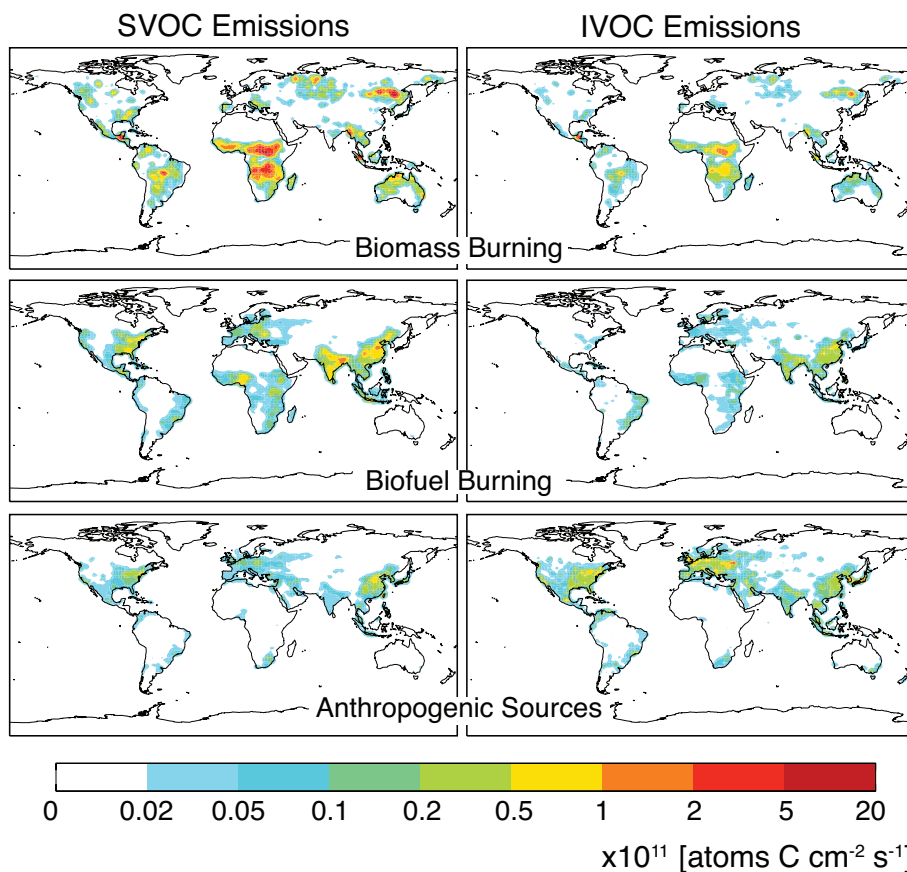 SVOC Emissions IVOC Emissions
Biomass Burning
Biofuel Burning
Anthropogenic Sources
0 0.02 0.05 0.1 0.2 0.5 1 2 5 20
x10¹¹ [atoms C cm⁻² s⁻¹]